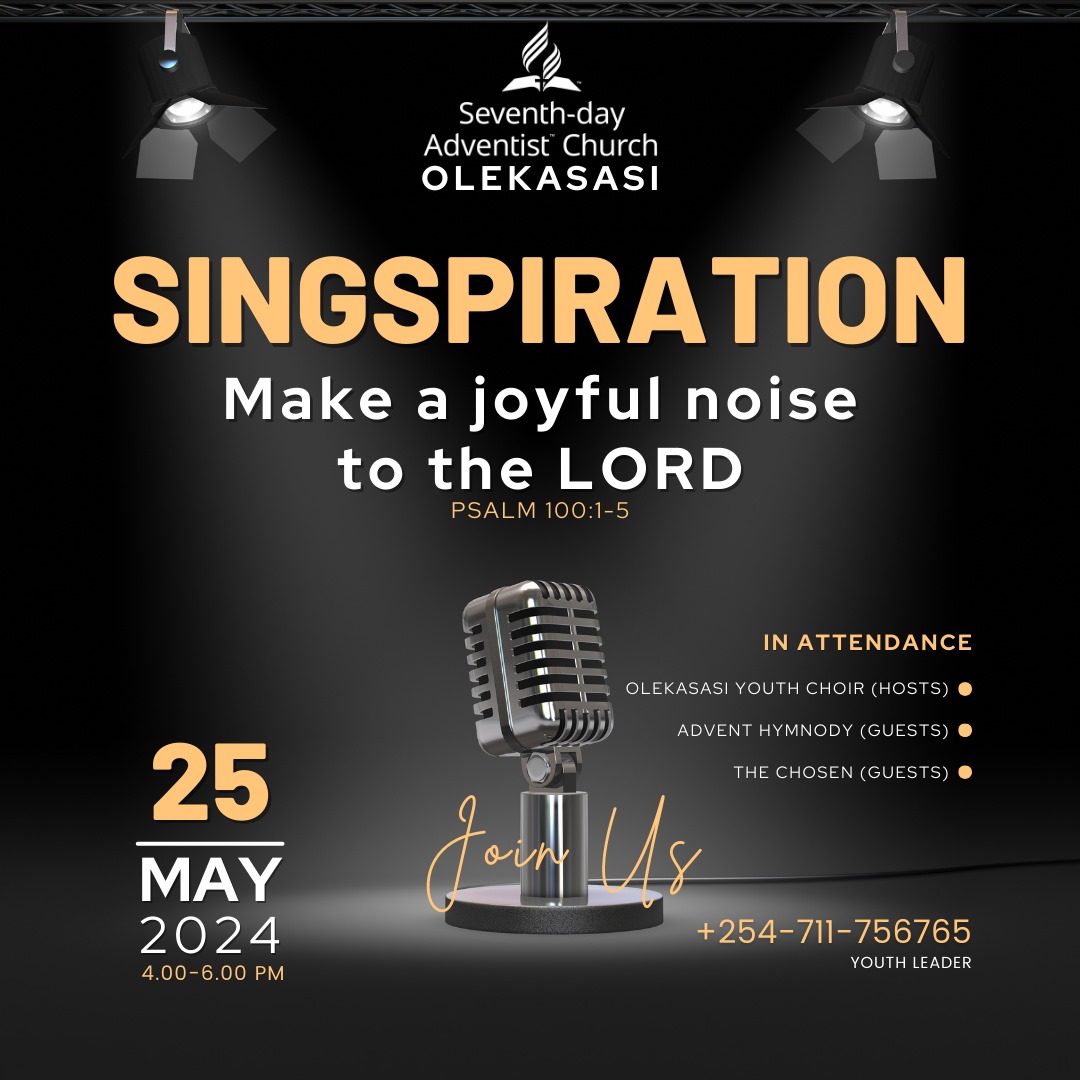 Seventh-day
Adventist™ Church
OLEKASASI
SINGSPIRATION
Make a joyful noise
to the LORD
PSALM 100:1-5
IN ATTENDANCE
OLEKASASI YOUTH CHOIR (HOSTS)
ADVENT HYMNODY (GUESTS)
THE CHOSEN (GUESTS)
25
MAY
2024
4.00-6.00 PM
Join Us
+254-711-756765
YOUTH LEADER